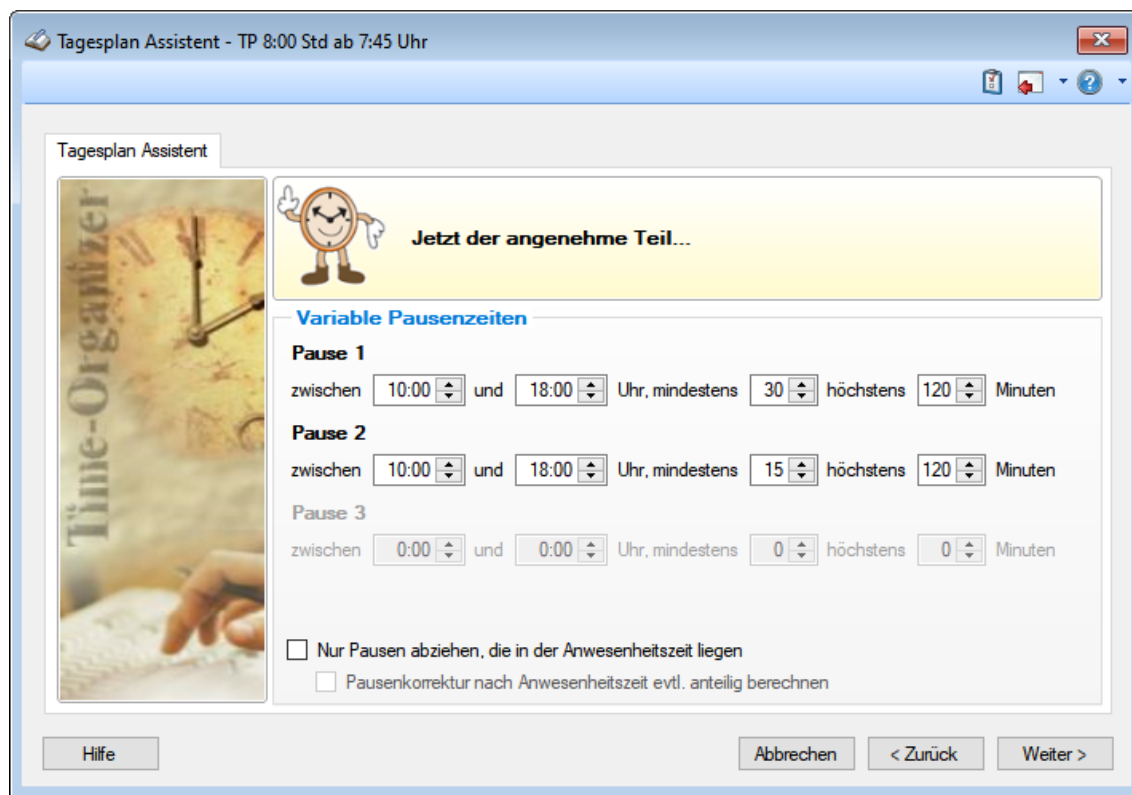 Tagesplan Assistent - TP 8:00 Std ab 7:45 Uhr
Tagesplan Assistent
Time-Organizer
Jetzt der angenehme Teil...
Variable Pausenzeiten
Pause 1
zwischen 10:00 und 18:00 Uhr, mindestens 30 höchstens 120 Minuten
Pause 2
zwischen 10:00 und 18:00 Uhr, mindestens 15 höchstens 120 Minuten
Pause 3
zwischen 0:00 und 0:00 Uhr, mindestens 0 höchstens 0 Minuten
Nur Pausen abziehen, die in der Anwesenheitszeit liegen
Pausenkorrektur nach Anwesenheitszeit evtl. anteilig berechnen
Hilfe Abbrechen < Zurück Weiter >